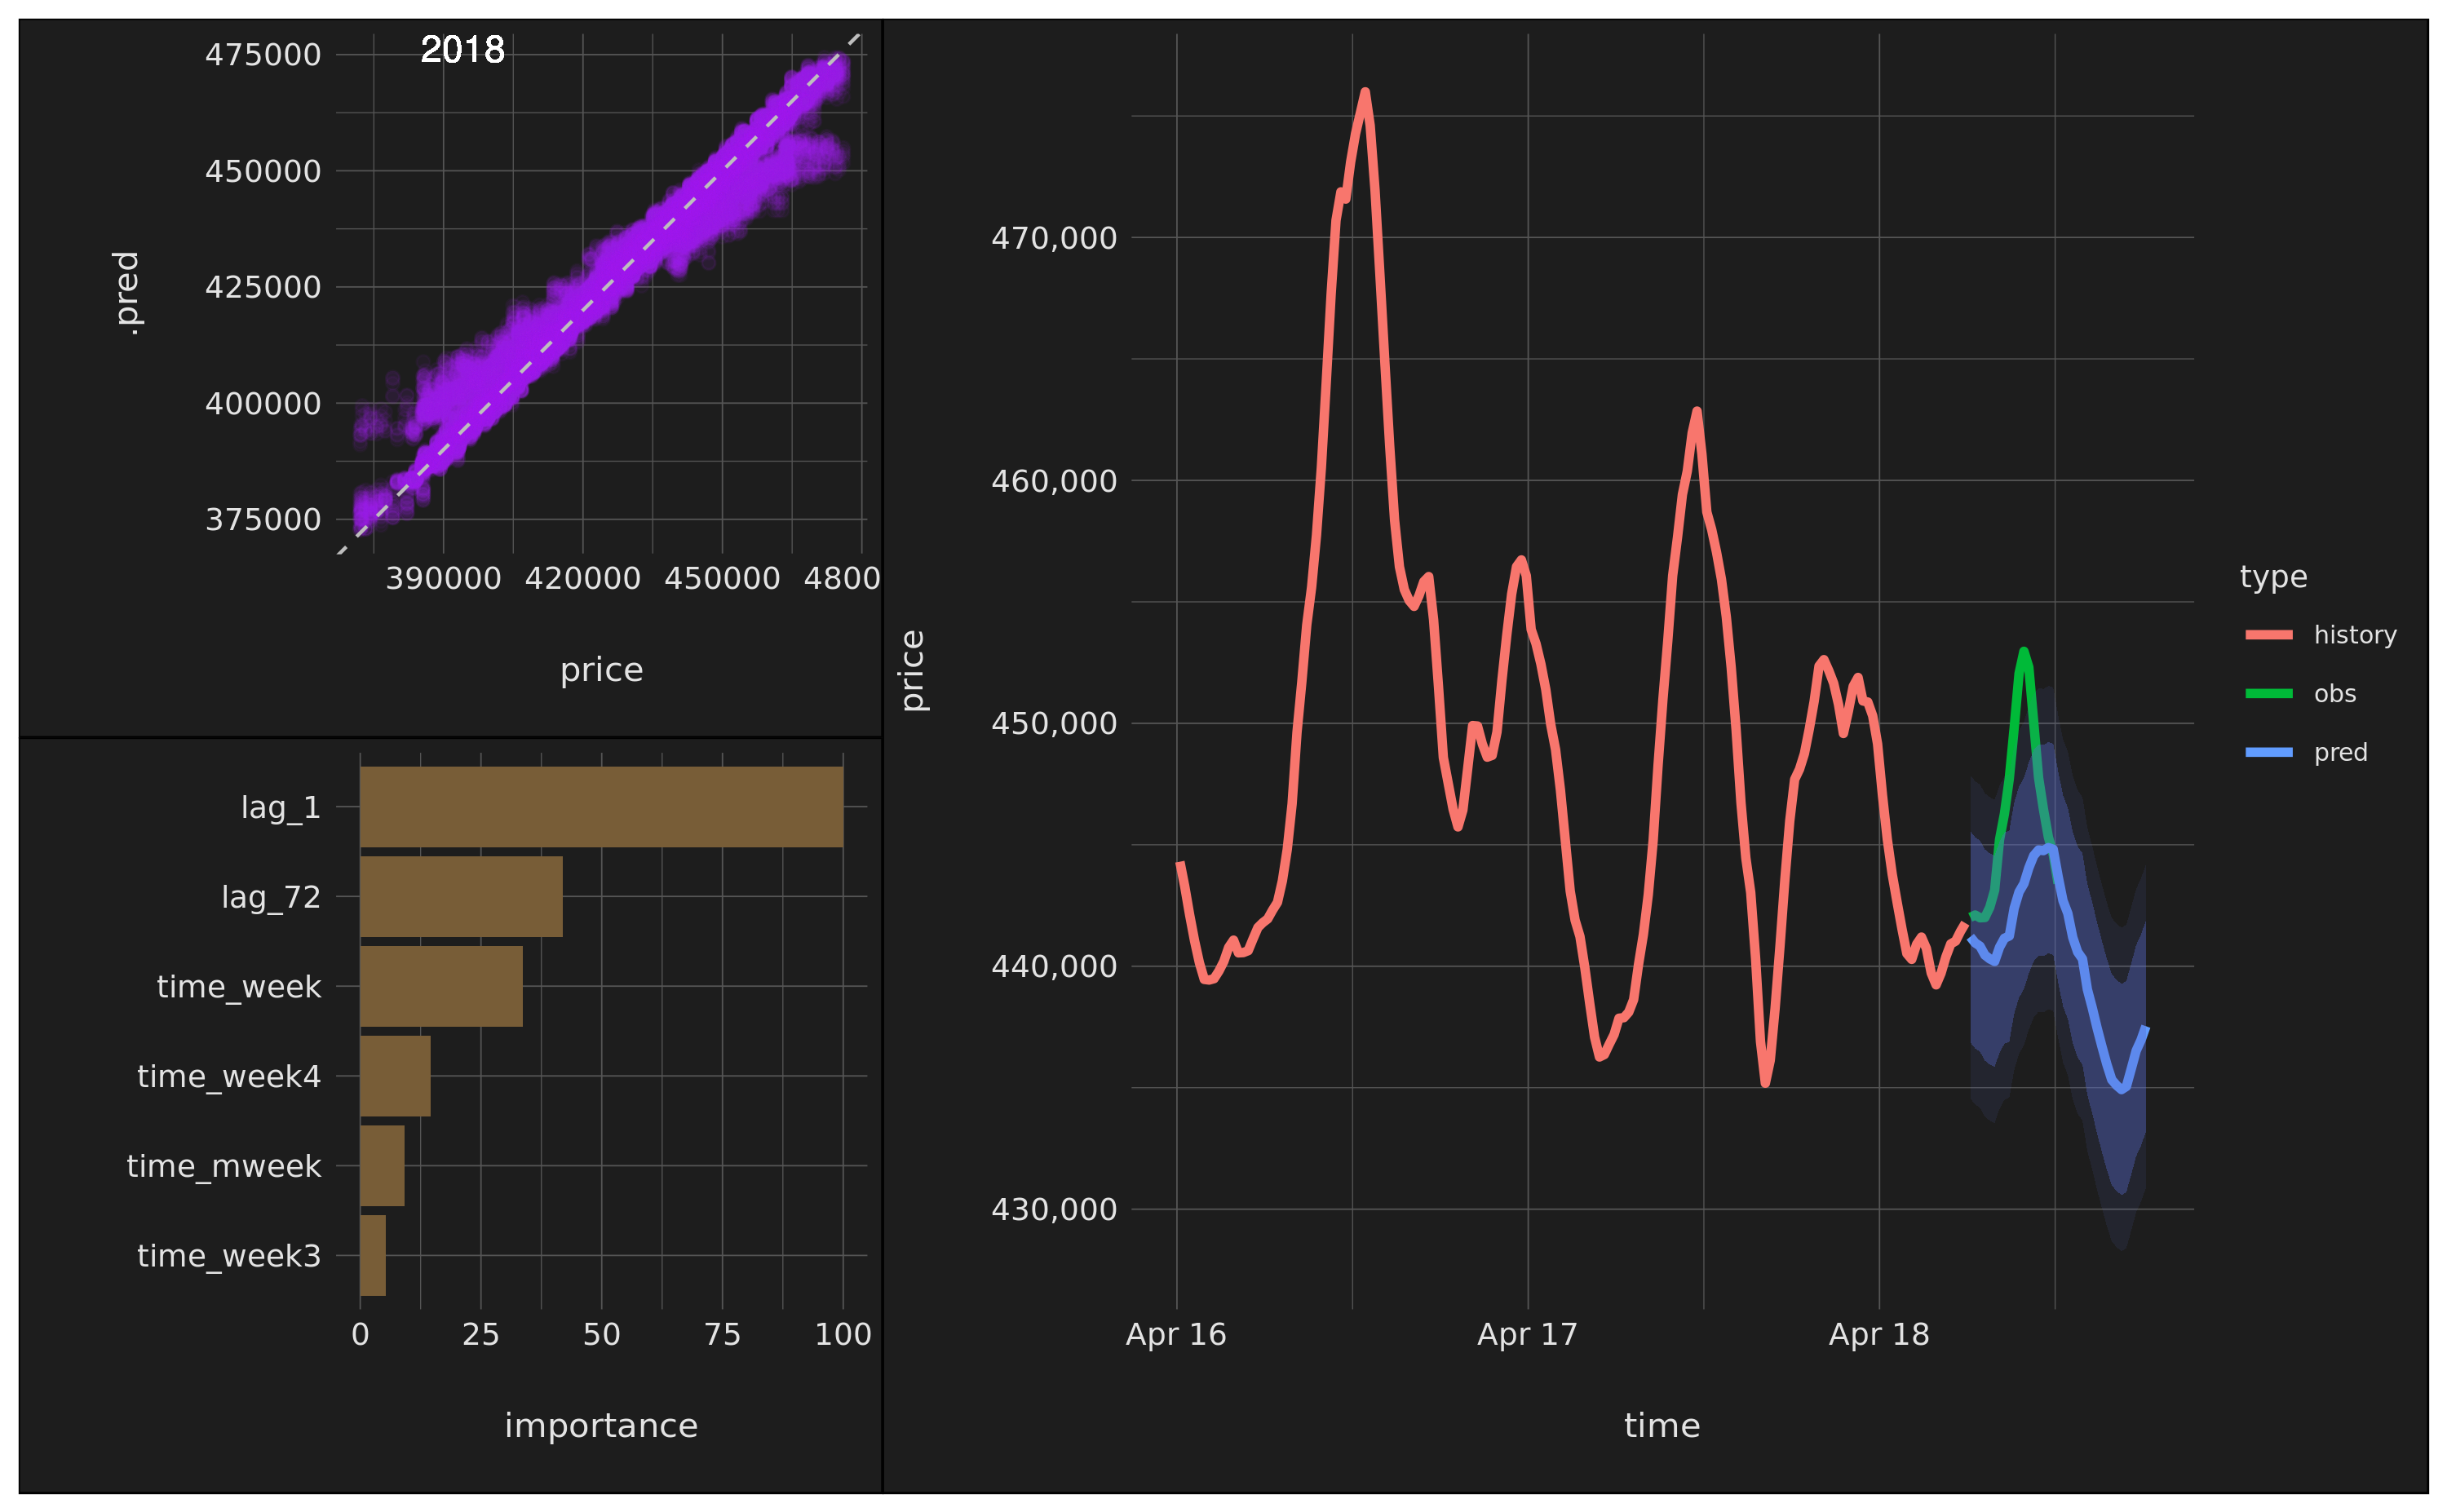 2018
475000
450000
425000
400000
375000
.pred
390000 420000 450000 4800
price
lag_1
lag_72
time_week
time_week4
time_mweek
time_week3
0 25 50 75 100
importance
470,000
460,000
450,000
440,000
430,000
price
Apr 16 Apr 17 Apr 18
time
type
history
obs
pred